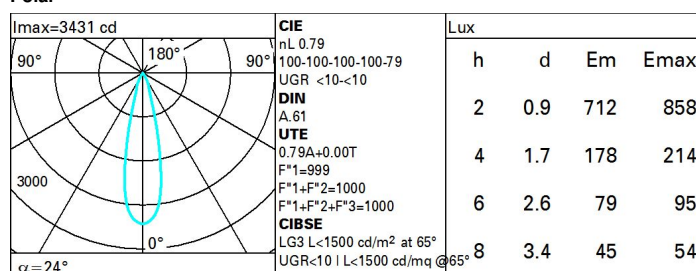 Imax=3431 cd
90° 180° 90°
3000
0°
α=24°
CIE
nL 0.79
100-100-100-100-79
UGR <10-<10
DIN
A.61
UTE
0.79A+0.00T
F"1=999
F"1+F"2=1000
F"1+F"2+F"3=1000
CIBSE
LG3 L<1500 cd/m² at 65°
UGR<10 | L<1500 cd/mq @65°
Lux
h d Em Emax
2 0.9 712 858
4 1.7 178 214
6 2.6 79 95
8 3.4 45 54